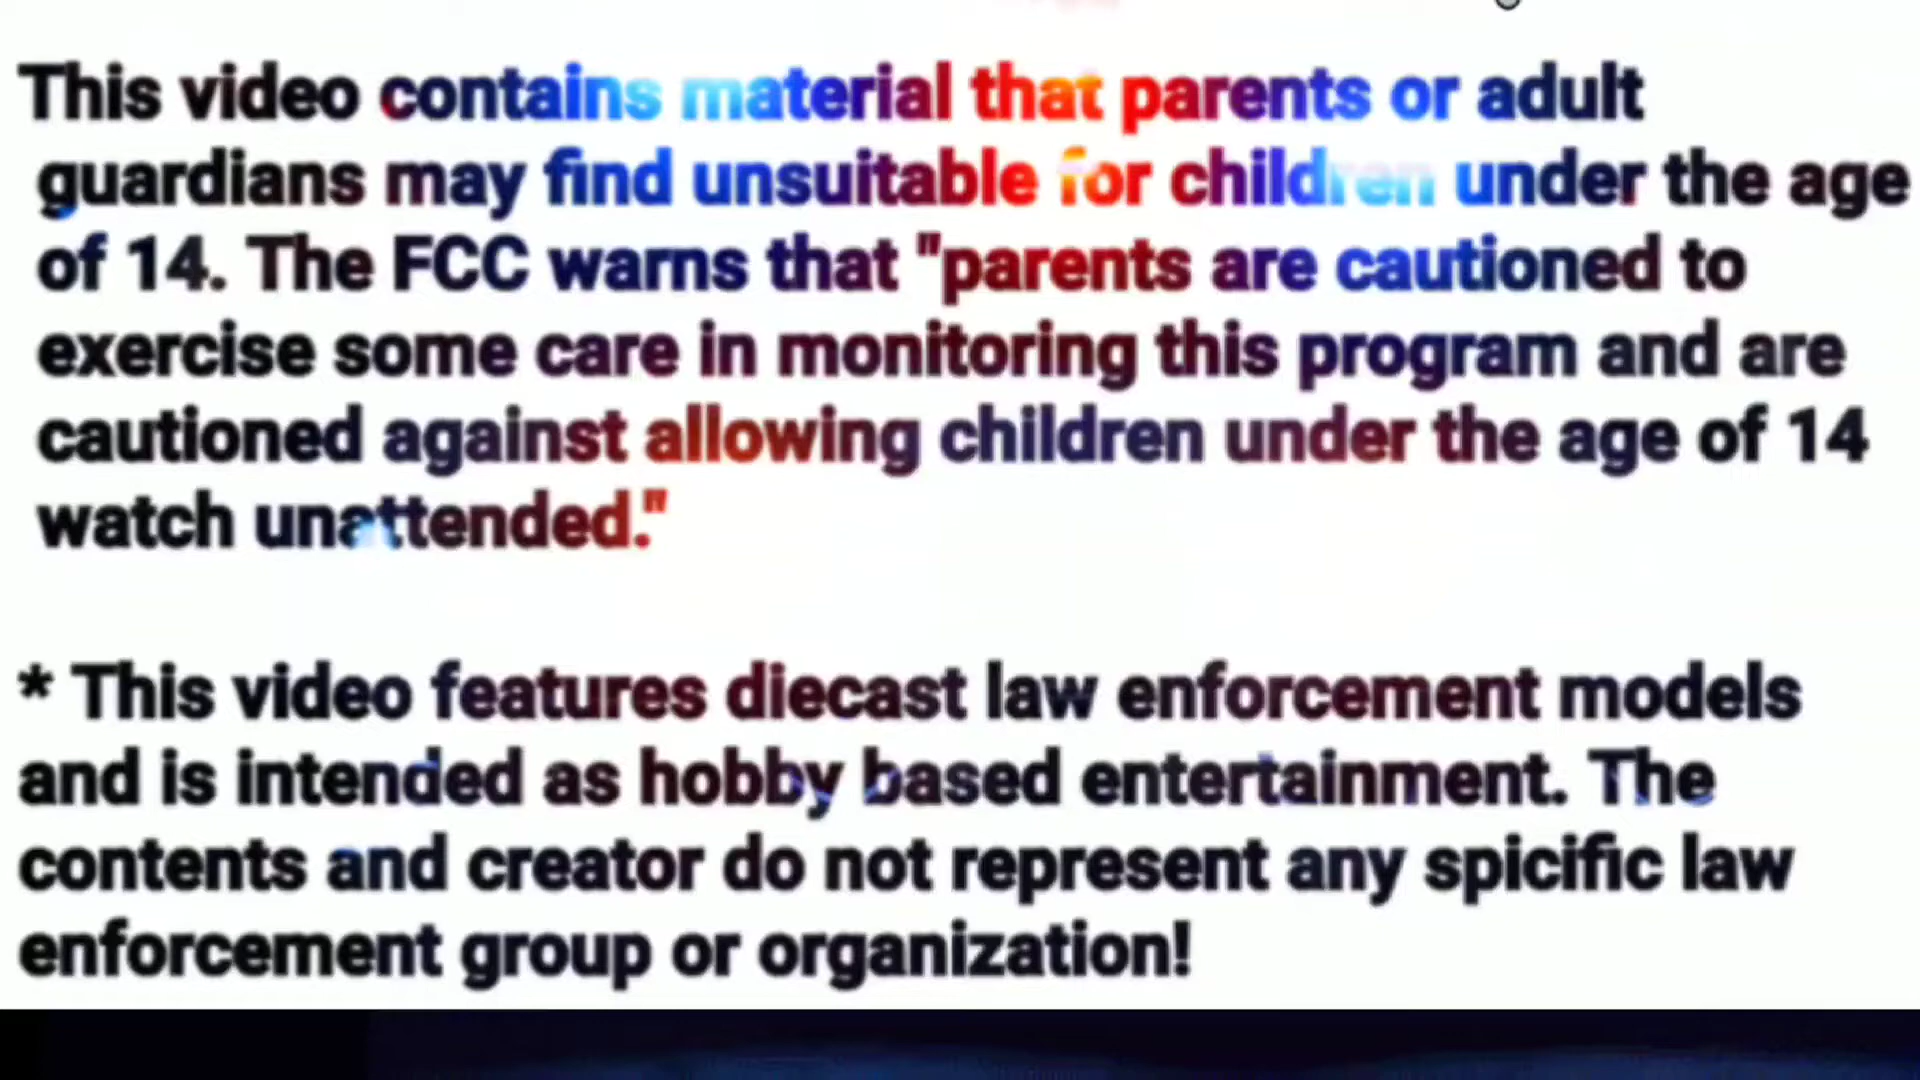 This video contains material that parents or adult
guardians may find unsuitable for children under the age
of 14. The FCC warns that "parents are cautioned to
exercise some care in monitoring this program and are
cautioned against allowing children under the age of 14
watch unattended."
* This video features diecast law enforcement models
and is intended as hobby based entertainment. The
contents and creator do not represent any spicific law
enforcement group or organization!